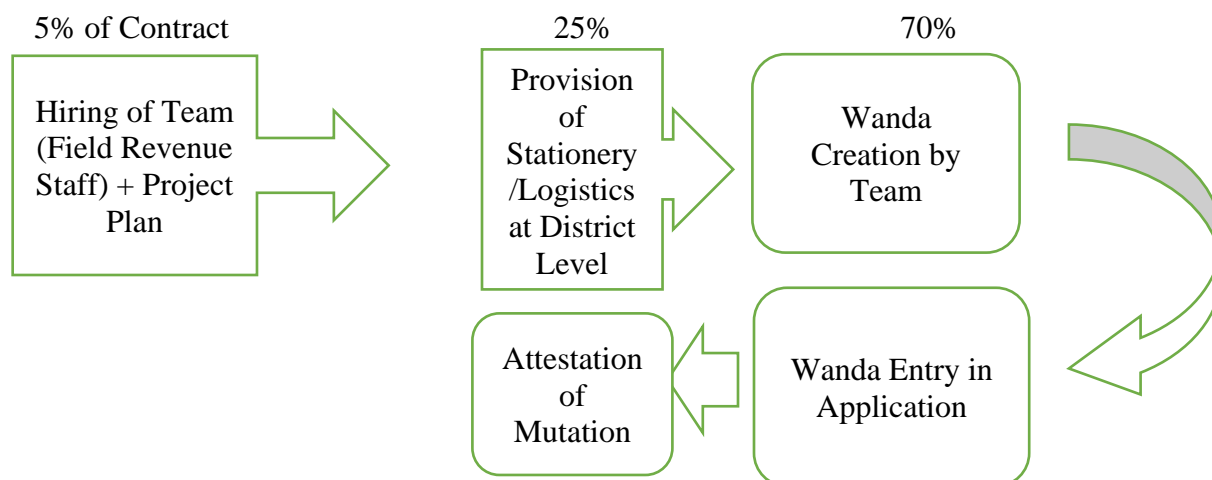 5% of Contract
25%
70%
Hiring of Team
(Field Revenue
Staff) + Project
Plan
Provision
of
Stationery
/Logistics
at District
Level
Wanda
Creation by
Team
Wanda Entry in
Application
Attestation
of
Mutation